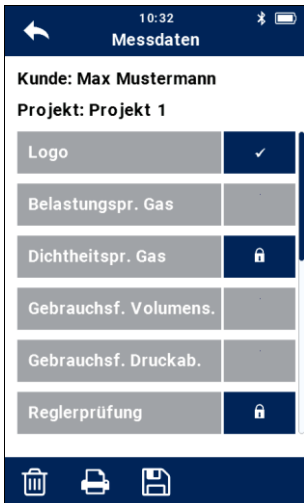 10:32
Messdaten
Kunde: Max Mustermann
Projekt: Projekt 1
Logo
Belastungspr. Gas
Dichtheitspr. Gas
Gebrauchsf. Volumens.
Gebrauchsf. Druckab.
Reglerprüfung